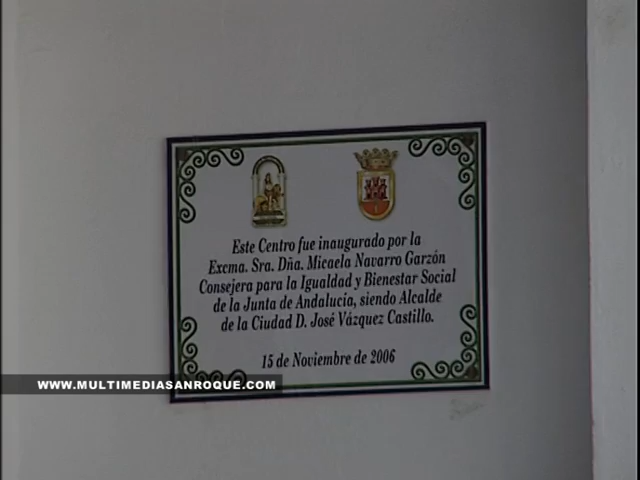 Este Centro fue inaugurado por la
Excma. Sra. Dña. Micaela Navarro Garzón
Consejera para la Igualdad y Bienestar Social
de la Junta de Andalucía, siendo Alcalde
de la Ciudad D. José Vázquez Castillo.
15 de Noviembre de 2006
WWW.MULTIMEDIASANROQUE.COM